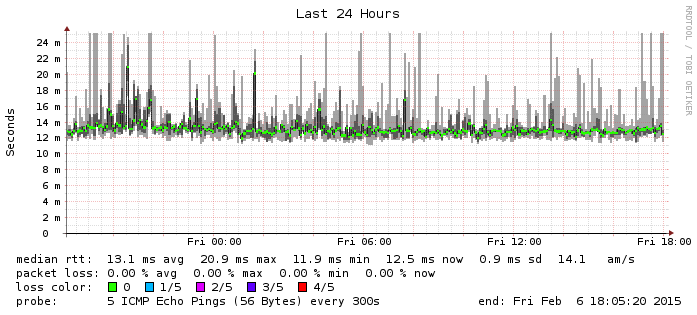 Last 24 Hours
RRDTOOL / TOBI OETIKER
Seconds
24 m
22 m
20 m
18 m
16 m
14 m
12 m
10 m
8 m
6 m
4 m
2 m
0
Fri 00:00 Fri 06:00 Fri 12:00 Fri 18:00
median rtt: 13.1 ms avg 20.9 ms max 11.9 ms min 12.5 ms now 0.9 ms sd 14.1 am/s
packet loss: 0.00 % avg 0.00 % max 0.00 % min 0.00 % now
loss color: 0 1/5 2/5 3/5 4/5
probe: 5 ICMP Echo Pings (56 Bytes) every 300s end: Fri Feb 6 18:05:20 2015